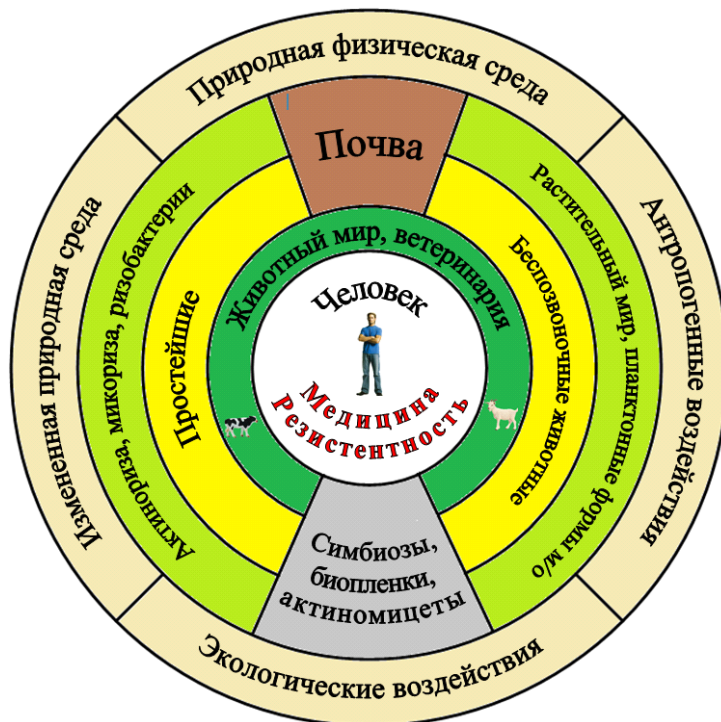 Природная физическая среда
Почва
Измененная природная среда
Актинориза, микориза, ризобактерии
Простейшие
Животный мир, ветеринария
Человек
Медицина
Резистентность
Беспозвоночные животные
Растительный мир, планктонные формы м/о
Антропогенные воздействия
Симбиозы,
биопленки,
актиномицеты
Экологические воздействия